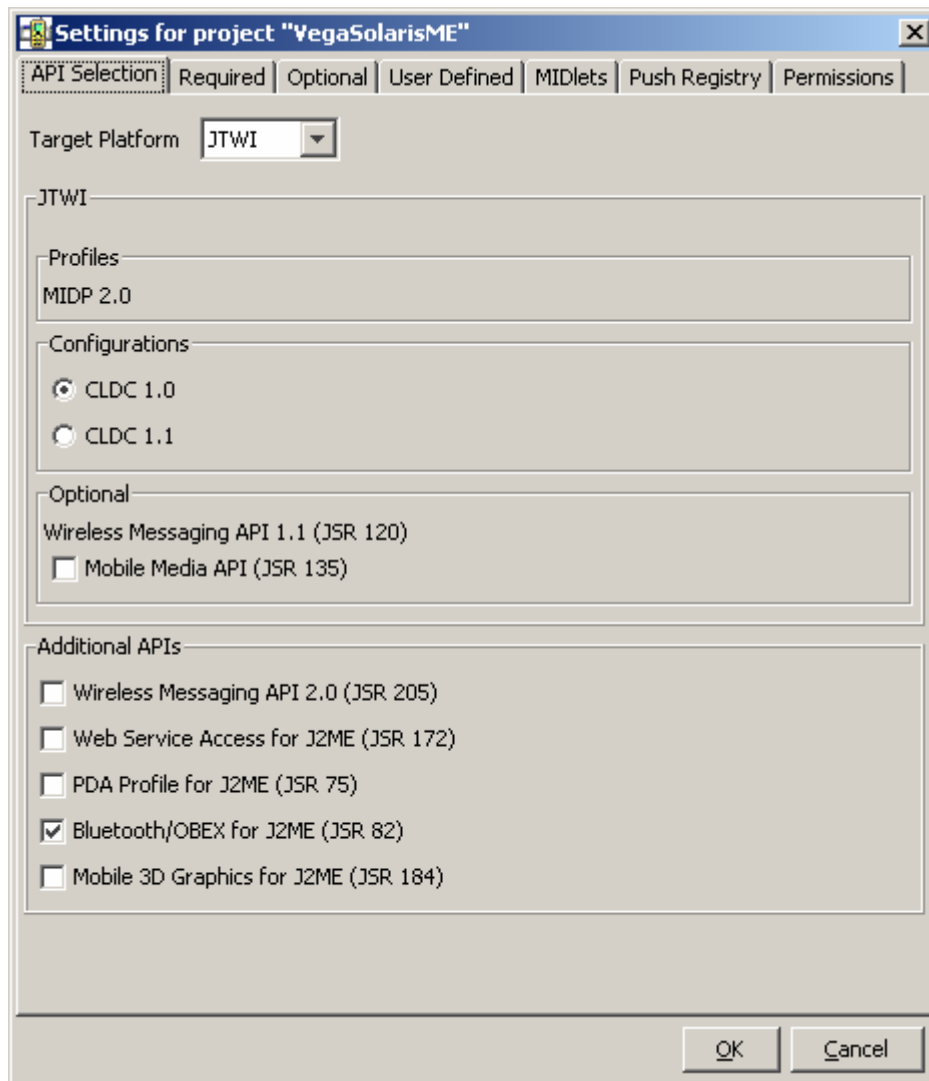 Settings for project "VegaSolarisME"
API Selection Required Optional User Defined MIDlets Push Registry Permissions
Target Platform JTWI
JTWI
Profiles
MIDP 2.0
Configurations
CLDC 1.0
CLDC 1.1
Optional
Wireless Messaging API 1.1 (JSR 120)
Mobile Media API (JSR 135)
Additional APIs
Wireless Messaging API 2.0 (JSR 205)
Web Service Access for J2ME (JSR 172)
PDA Profile for J2ME (JSR 75)
Bluetooth/OBEX for J2ME (JSR 82)
Mobile 3D Graphics for J2ME (JSR 184)
OK Cancel